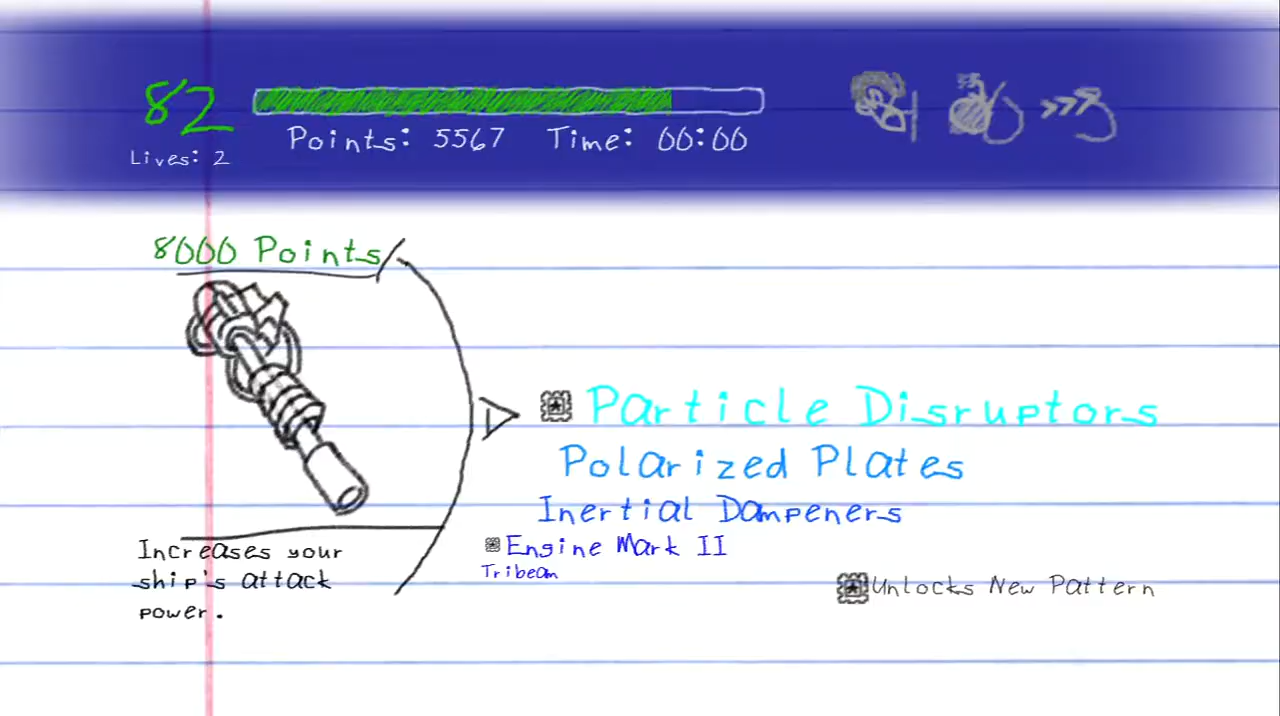 82
Lives: 2
Points: 5567 Time: 00:00
8000 Points
Particle Disruptors
Polarized Plates
Inertial Dampeners
Engine Mark II
Tribeam
Increases your
ship's attack
power.
Unlocks New Pattern